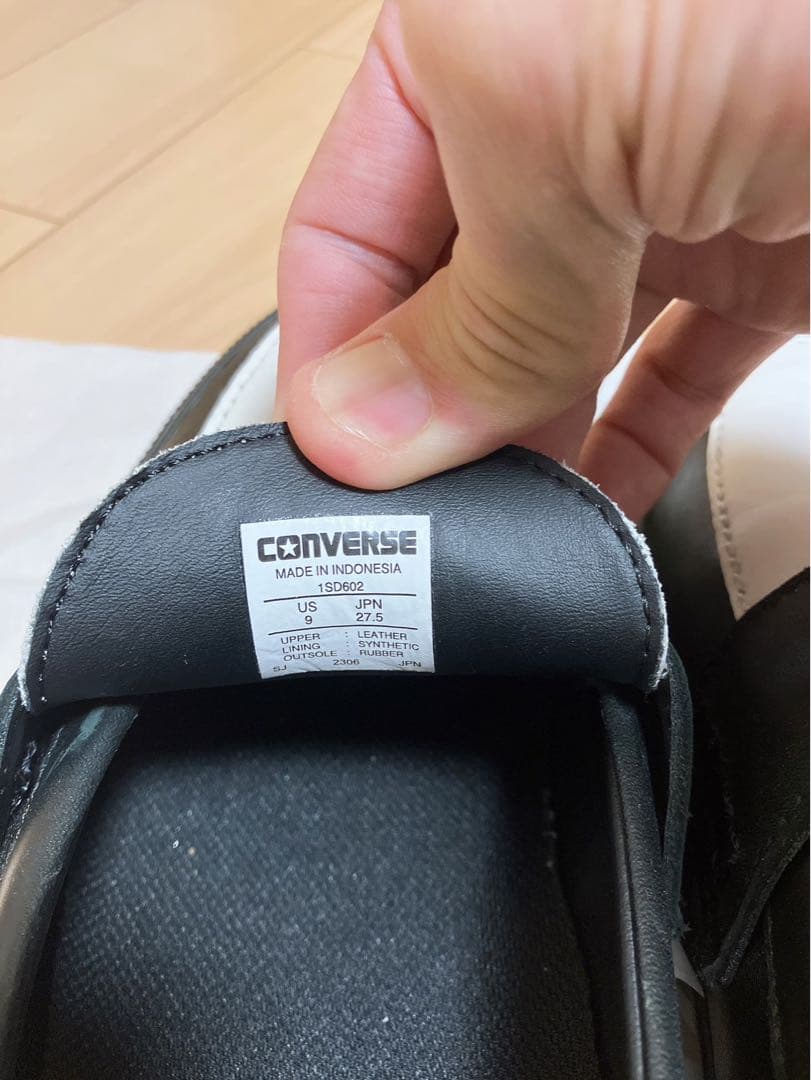 CONVERSE
MADE IN INDONESIA
1SD602
US JPN
9 27.5
UPPER : LEATHER
LINING : SYNTHETIC
OUTSOLE : RUBBER
SJ 2306 JPN